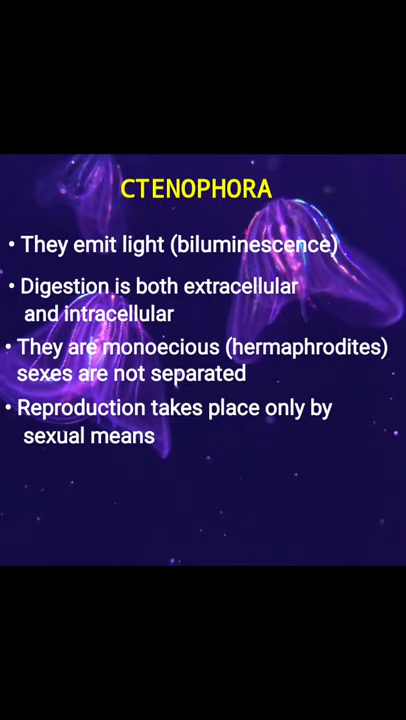 CTENOPHORA
• They emit light (biluminescence)
• Digestion is both extracellular
and intracellular
• They are monoecious (hermaphrodites)
sexes are not separated
• Reproduction takes place only by
sexual means